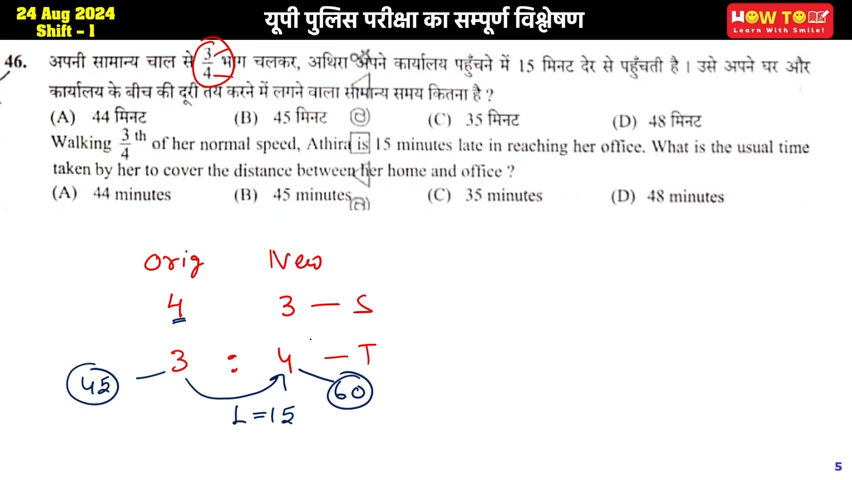 24 Aug 2024
Shift - 1
यूपी पुलिस परीक्षा का सम्पूर्ण विश्लेषण
HOW TO
Learn With Smile!
46. अपनी सामान्य चाल से 3/4 भाग चलकर, अथिरा अपने कार्यालय पहुँचने में 15 मिनट देर से पहुँचती है। उसे अपने घर और
कार्यालय के बीच की दूरी तय करने में लगने वाला सामान्य समय कितना है ?
(A) 44 मिनट (B) 45 मिनट (C) 35 मिनट (D) 48 मिनट
Walking 3/4 th of her normal speed, Athira is 15 minutes late in reaching her office. What is the usual time
taken by her to cover the distance between her home and office ?
(A) 44 minutes (B) 45 minutes (C) 35 minutes (D) 48 minutes
Orig New
4 3 — S
3 : 4 — T
45 60
L = 15
5